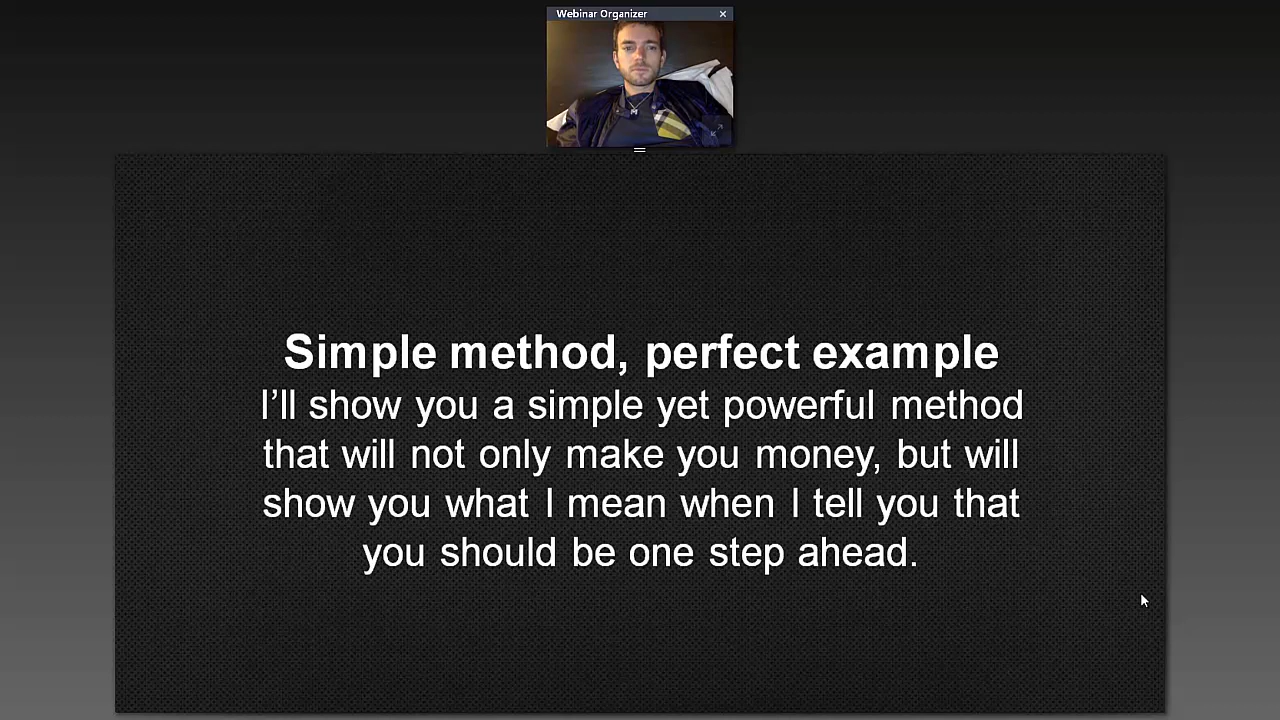 Webinar Organizer
Simple method, perfect example
I’ll show you a simple yet powerful method
that will not only make you money, but will
show you what I mean when I tell you that
you should be one step ahead.